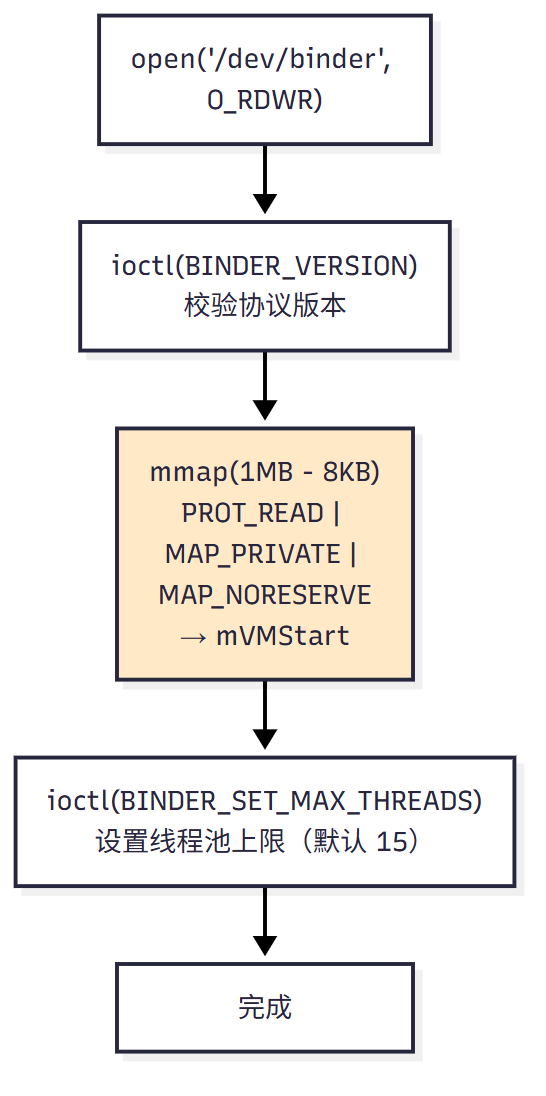 open('/dev/binder',
O_RDWR)
ioctl(BINDER_VERSION)
校验协议版本
mmap(1MB - 8KB)
PROT_READ |
MAP_PRIVATE |
MAP_NORESERVE
→ mVMStart
ioctl(BINDER_SET_MAX_THREADS)
设置线程池上限（默认 15）
完成